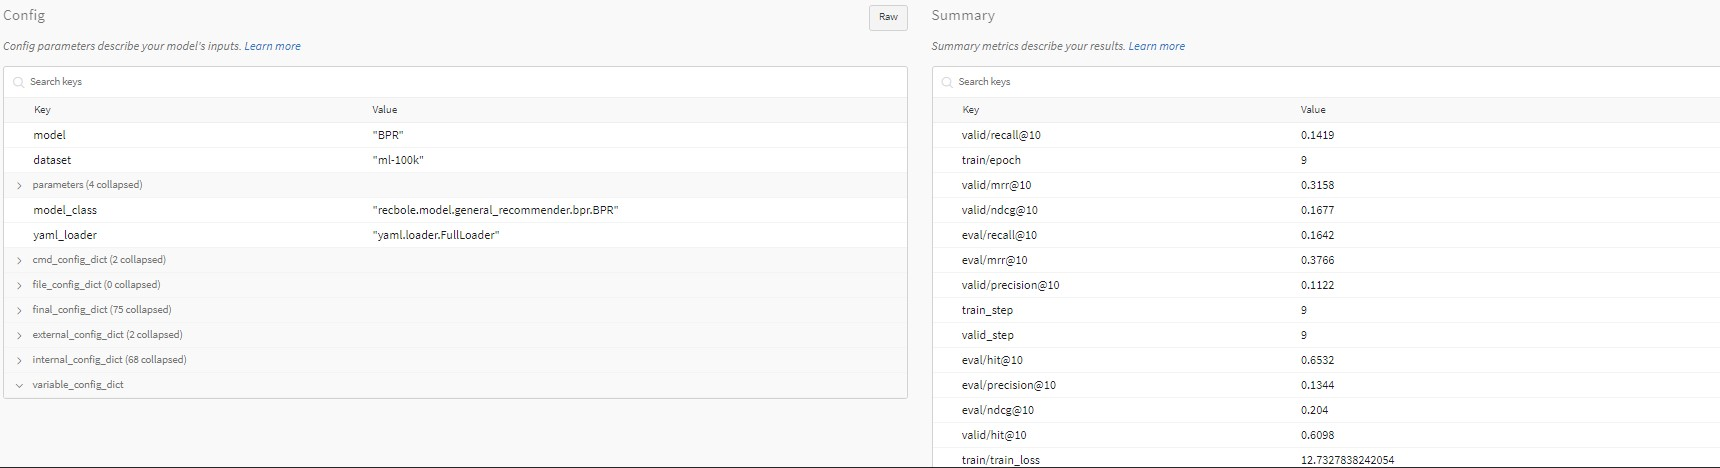 Config
Raw
Config parameters describe your model's inputs. Learn more
Search keys
Key Value
model "BPR"
dataset "ml-100k"
parameters (4 collapsed)
model_class "recbole.model.general_recommender.bpr.BPR"
yaml_loader "yaml.loader.FullLoader"
cmd_config_dict (2 collapsed)
file_config_dict (0 collapsed)
final_config_dict (75 collapsed)
external_config_dict (2 collapsed)
internal_config_dict (68 collapsed)
variable_config_dict
Summary
Summary metrics describe your results. Learn more
Search keys
Key Value
valid/recall@10 0.1419
train/epoch 9
valid/mrr@10 0.3158
valid/ndcg@10 0.1677
eval/recall@10 0.1642
eval/mrr@10 0.3766
valid/precision@10 0.1122
train_step 9
valid_step 9
eval/hit@10 0.6532
eval/precision@10 0.1344
eval/ndcg@10 0.204
valid/hit@10 0.6098
train/train_loss 12.7327838242054